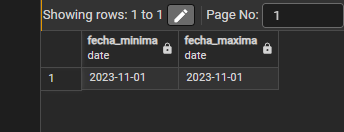 Showing rows: 1 to 1 Page No: 1
fecha_minima fecha_maxima
date date
1 2023-11-01 2023-11-01